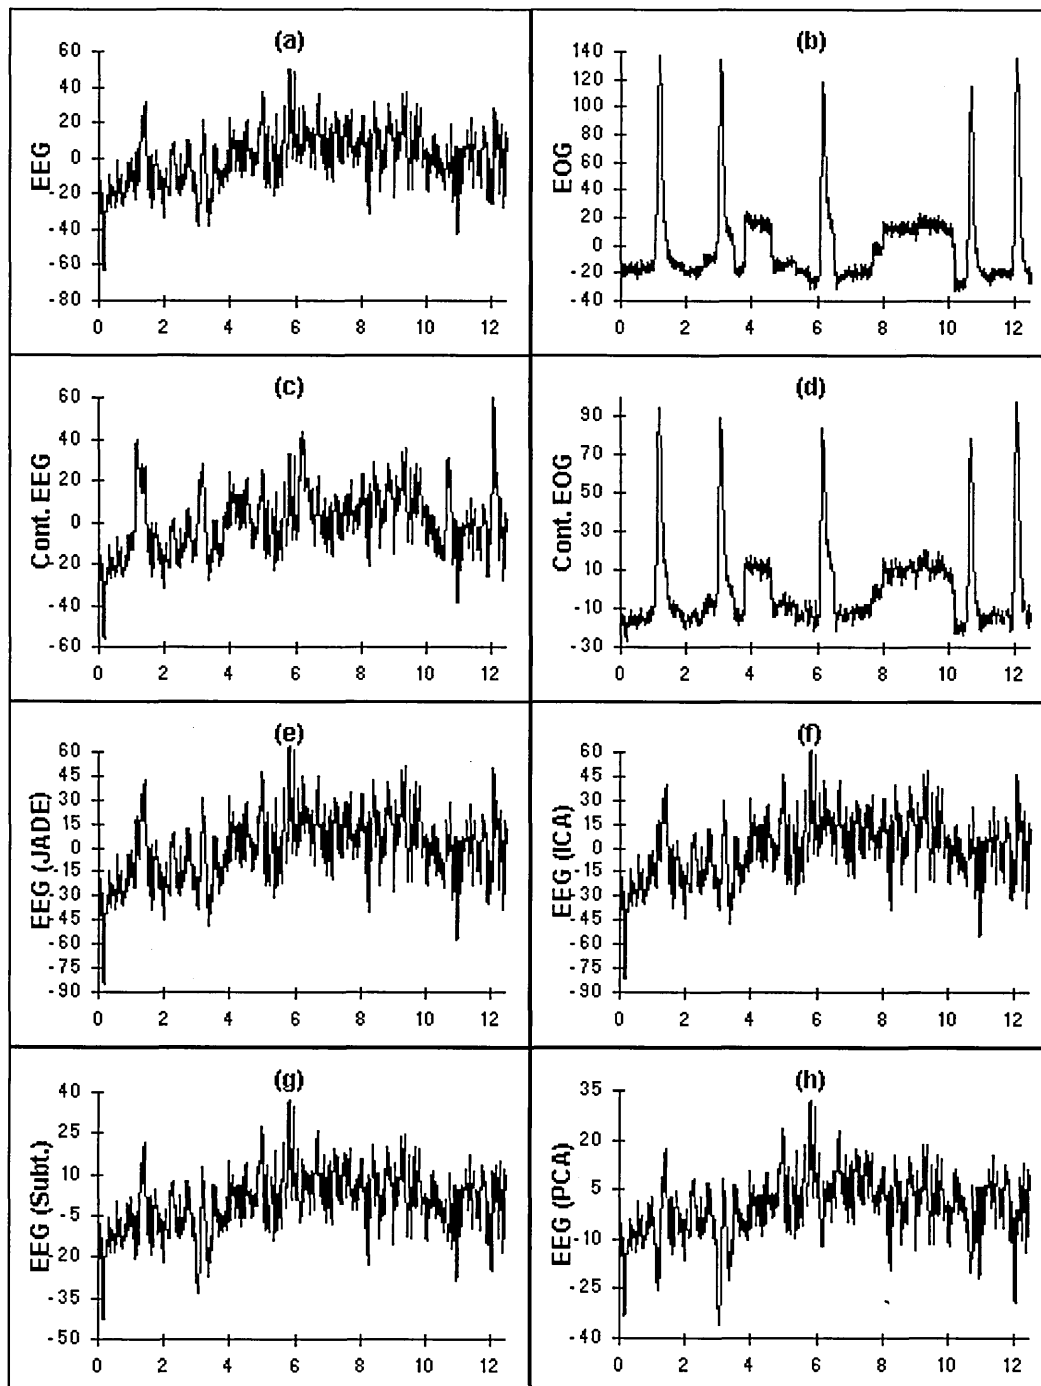 (a)
EEG
60
40
20
0
-20
-40
-60
-80
0 2 4 6 8 10 12
(b)
EOG
140
120
100
80
60
40
20
0
-20
-40
0 2 4 6 8 10 12
(c)
Cont. EEG
60
40
20
0
-20
-40
-60
0 2 4 6 8 10 12
(d)
Cont. EOG
90
70
50
30
10
-10
-30
0 2 4 6 8 10 12
(e)
EEG (JADE)
60
45
30
15
0
-15
-30
-45
-60
-75
-90
0 2 4 6 8 10 12
(f)
EEG (ICA)
60
45
30
15
0
-15
-30
-45
-60
-75
-90
0 2 4 6 8 10 12
(g)
EEG (Subt.)
40
25
10
-5
-20
-35
-50
0 2 4 6 8 10 12
(h)
EEG (PCA)
35
20
5
-10
-25
-40
0 2 4 6 8 10 12